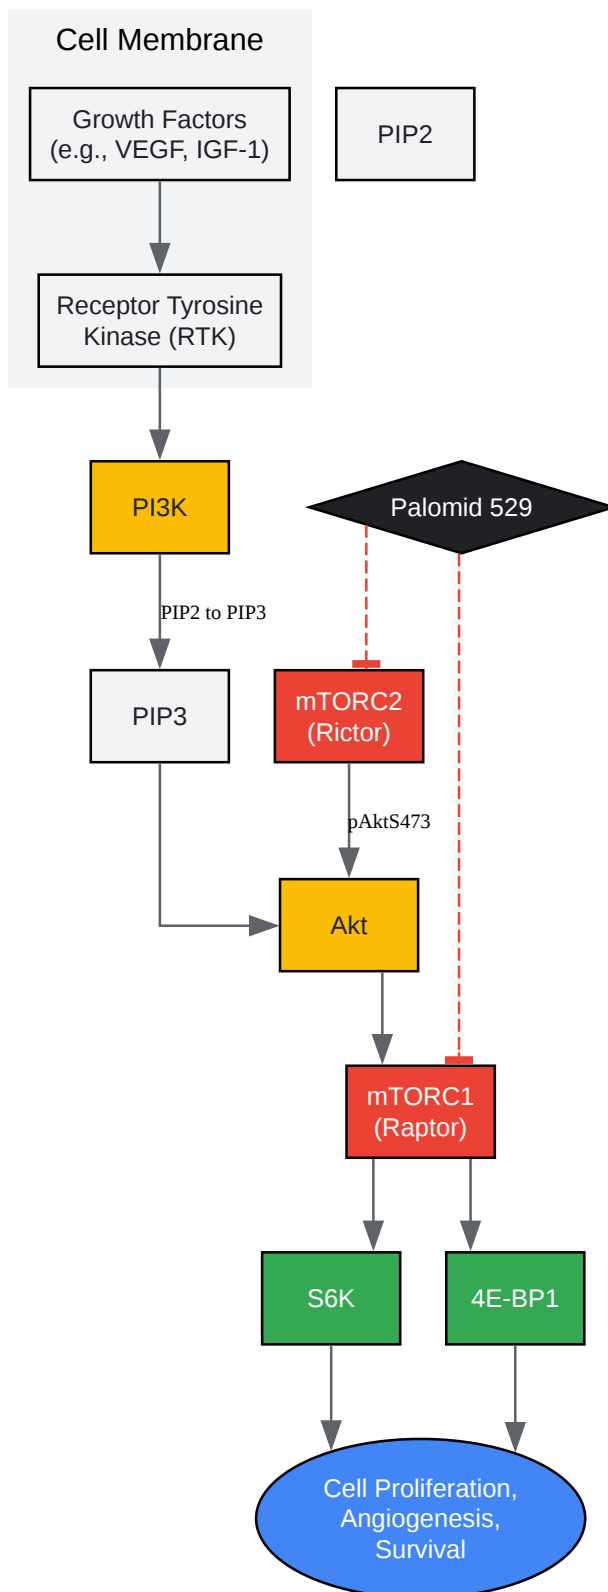 Cell Membrane
Growth Factors
(e.g., VEGF, IGF-1)
PIP2
Receptor Tyrosine
Kinase (RTK)
PI3K
Palomid 529
PIP2 to PIP3
PIP3
mTORC2
(Rictor)
pAktS473
Akt
mTORC1
(Raptor)
S6K
4E-BP1
Cell Proliferation,
Angiogenesis,
Survival